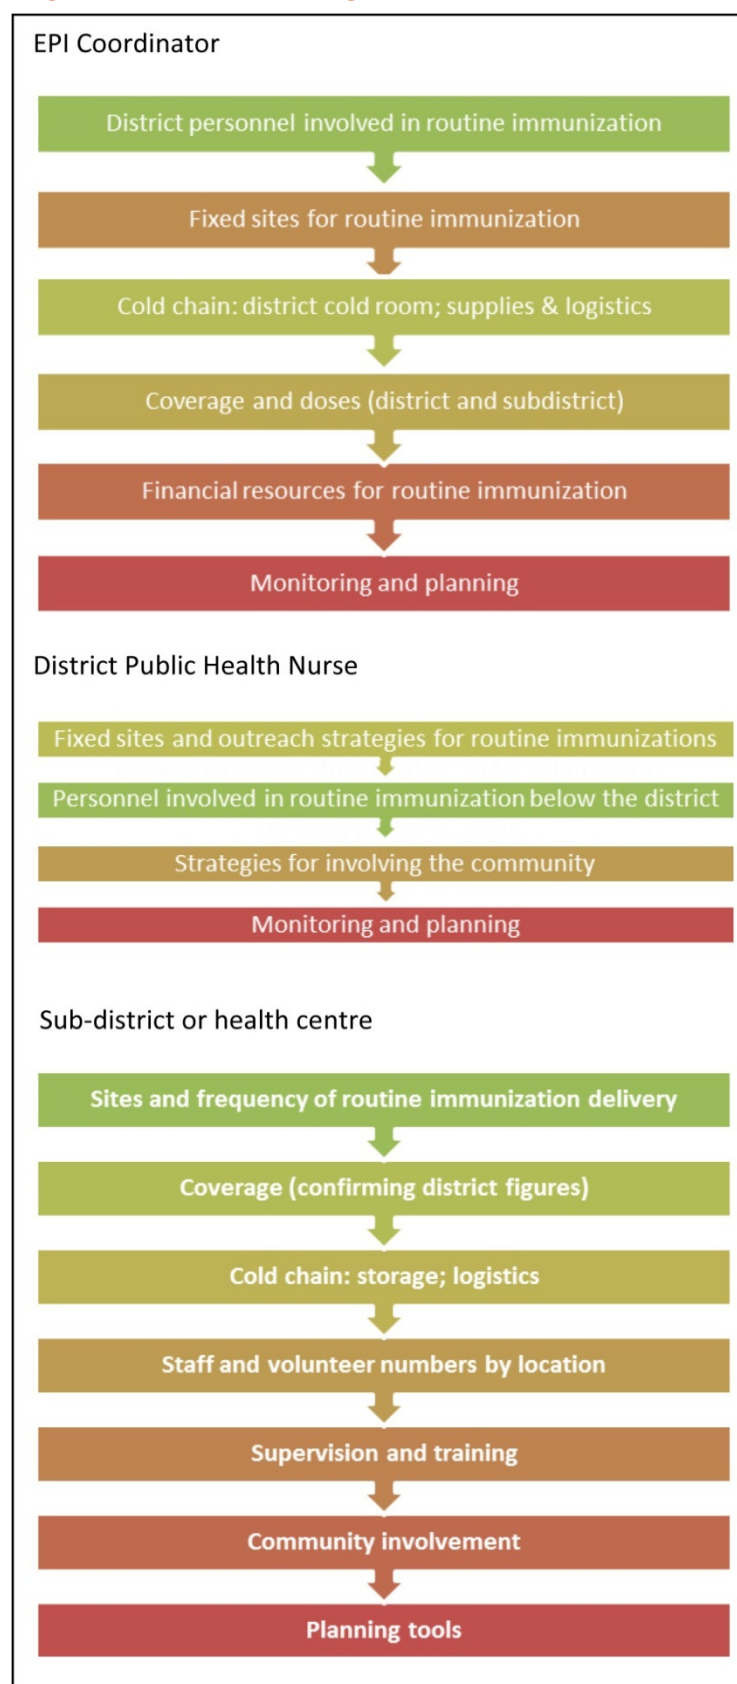 EPI Coordinator
District personnel involved in routine immunization
Fixed sites for routine immunization
Cold chain: district cold room; supplies & logistics
Coverage and doses (district and subdistrict)
Financial resources for routine immunization
Monitoring and planning
District Public Health Nurse
Fixed sites and outreach strategies for routine immunizations
Personnel involved in routine immunization below the district
Strategies for involving the community
Monitoring and planning
Sub-district or health centre
Sites and frequency of routine immunization delivery
Coverage (confirming district figures)
Cold chain: storage; logistics
Staff and volunteer numbers by location
Supervision and training
Community involvement
Planning tools